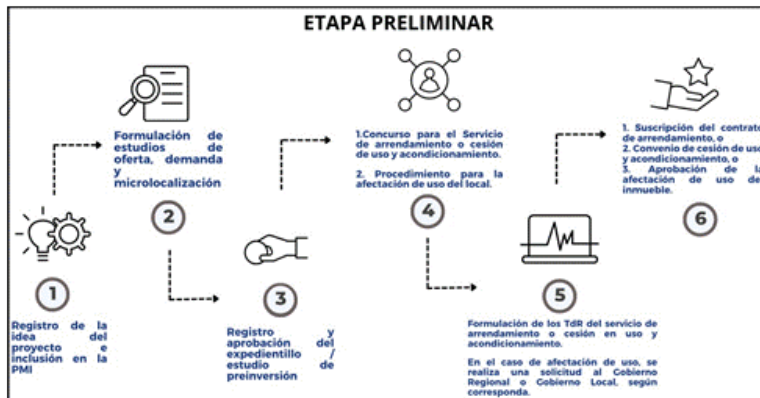 ETAPA PRELIMINAR
1
Registro de la
idea del
proyecto e
inclusión en la
PMI
Formulación de
estudios de
oferta, demanda
y
microlocalización
2
3
Registro y
aprobación del
expedientillo /
estudio de
preinversión
1.Concurso para el Servicio
de arrendamiento o cesión
de uso y acondicionamiento.
2. Procedimiento para la
afectación de uso del local.
4
5
Formulación de los TdR del servicio de
arrendamiento o cesión en uso y
acondicionamiento.
En el caso de afectación de uso, se
realiza una solicitud al Gobierno
Regional o Gobierno Local, según
corresponda.
1. Suscripción del contrato
de arrendamiento, o
2. Convenio de cesión de uso
y acondicionamiento, o
3. Aprobación de la
afectación de uso del
inmueble.
6